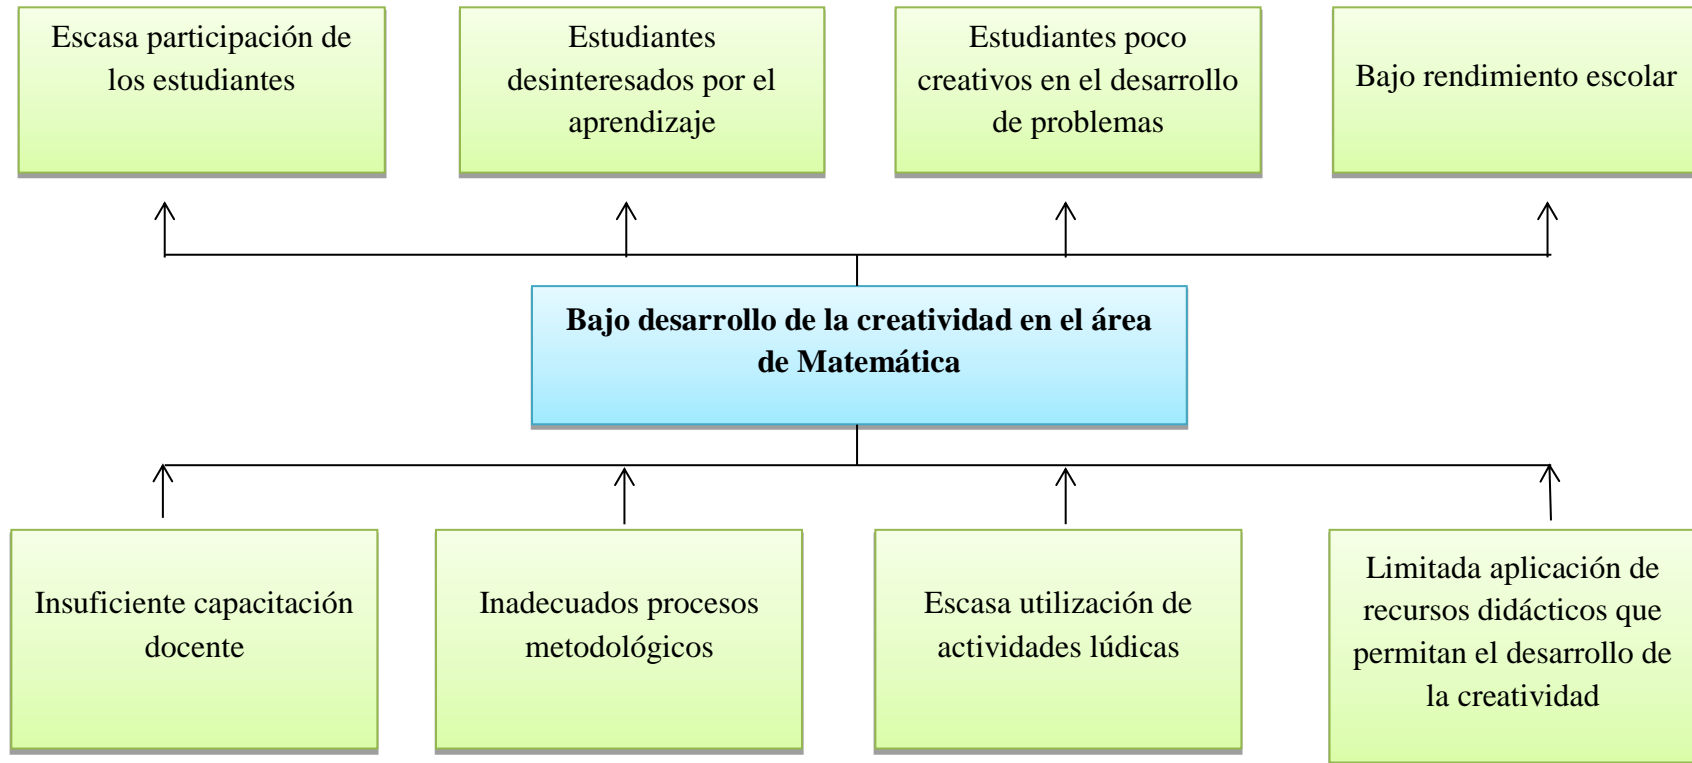 Escasa participación de
los estudiantes
Estudiantes
desinteresados por el
aprendizaje
Estudiantes poco
creativos en el desarrollo
de problemas
Bajo rendimiento escolar
Bajo desarrollo de la creatividad en el área
de Matemática
Insuficiente capacitación
docente
Inadecuados procesos
metodológicos
Escasa utilización de
actividades lúdicas
Limitada aplicación de
recursos didácticos que
permitan el desarrollo de
la creatividad